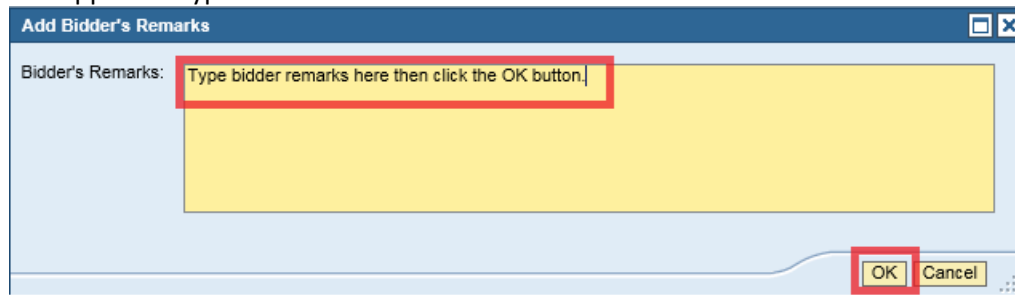 Add Bidder's Remarks
Bidder's Remarks: Type bidder remarks here then click the OK button.
OK Cancel